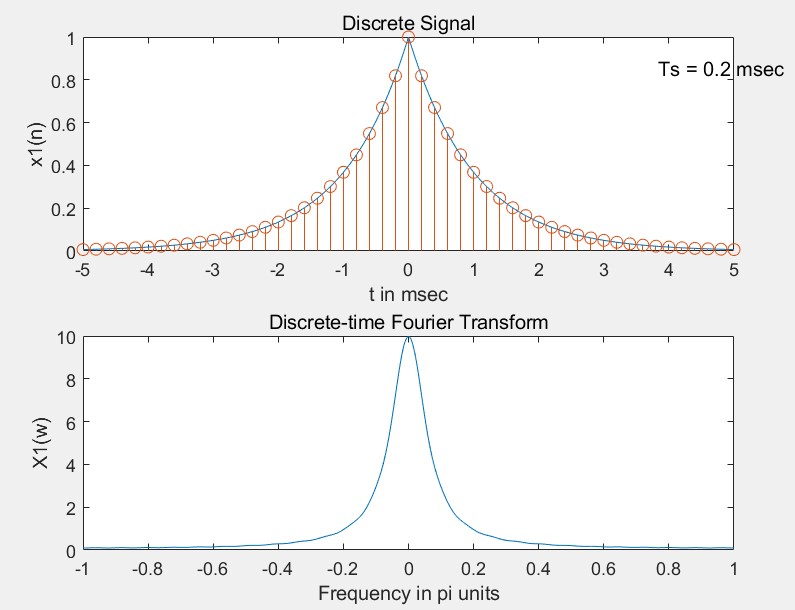 Discrete Signal
1
0.8
0.6
0.4
0.2
0
x1(n)
Ts = 0.2 msec
-5 -4 -3 -2 -1 0 1 2 3 4 5
t in msec
Discrete-time Fourier Transform
10
8
6
4
2
0
X1(w)
-1 -0.8 -0.6 -0.4 -0.2 0 0.2 0.4 0.6 0.8 1
Frequency in pi units